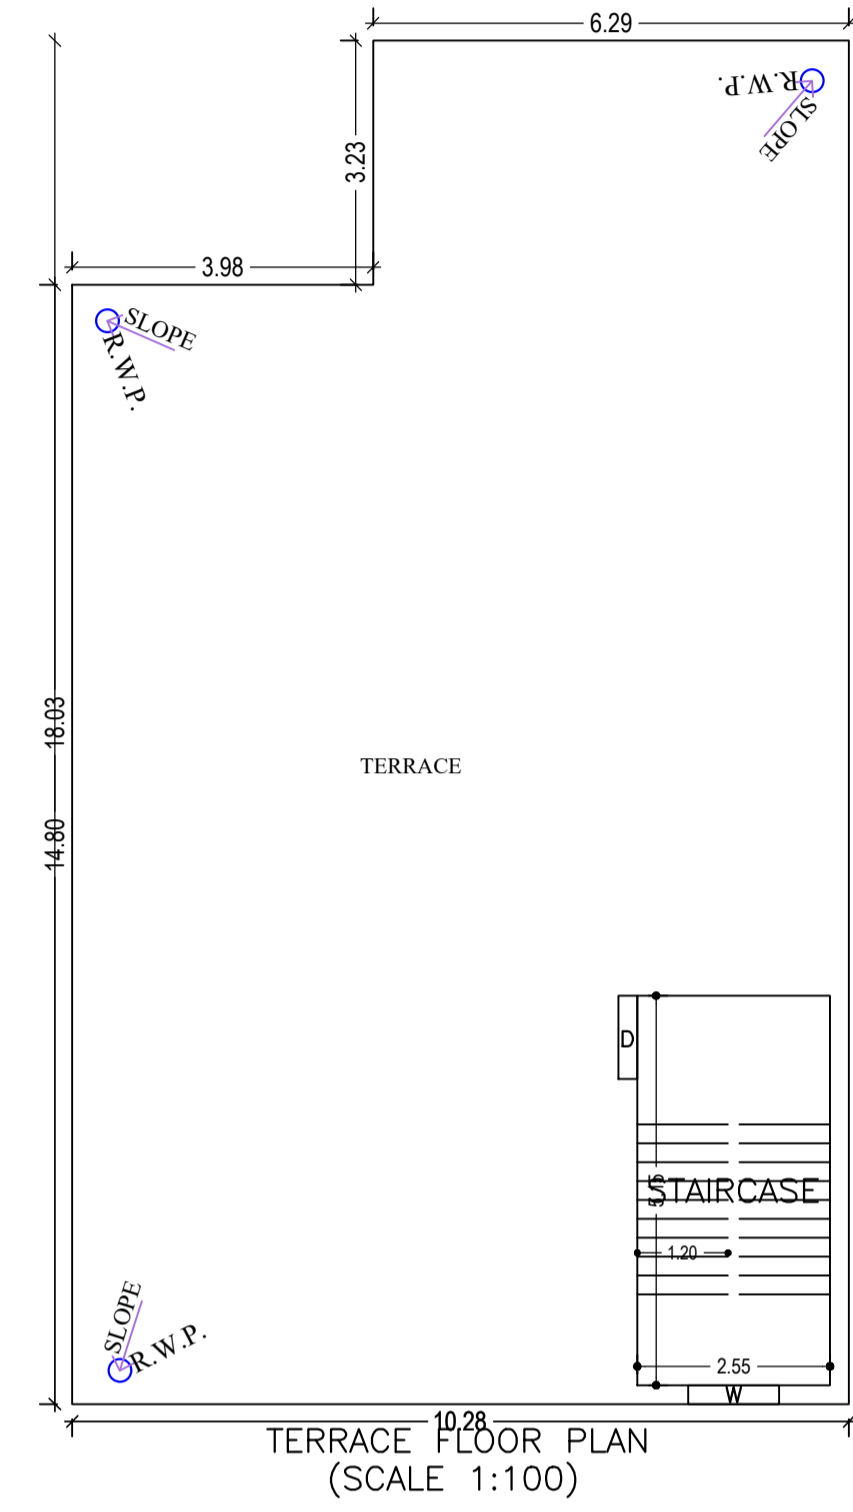 6.29
R.W.P.
SLOPE
3.23
3.98
SLOPE
R.W.P.
18.03
TERRACE
14.80
D
STAIRCASE
1.20
SLOPE
R.W.P.
2.55
W
10.28
TERRACE FLOOR PLAN
(SCALE 1:100)